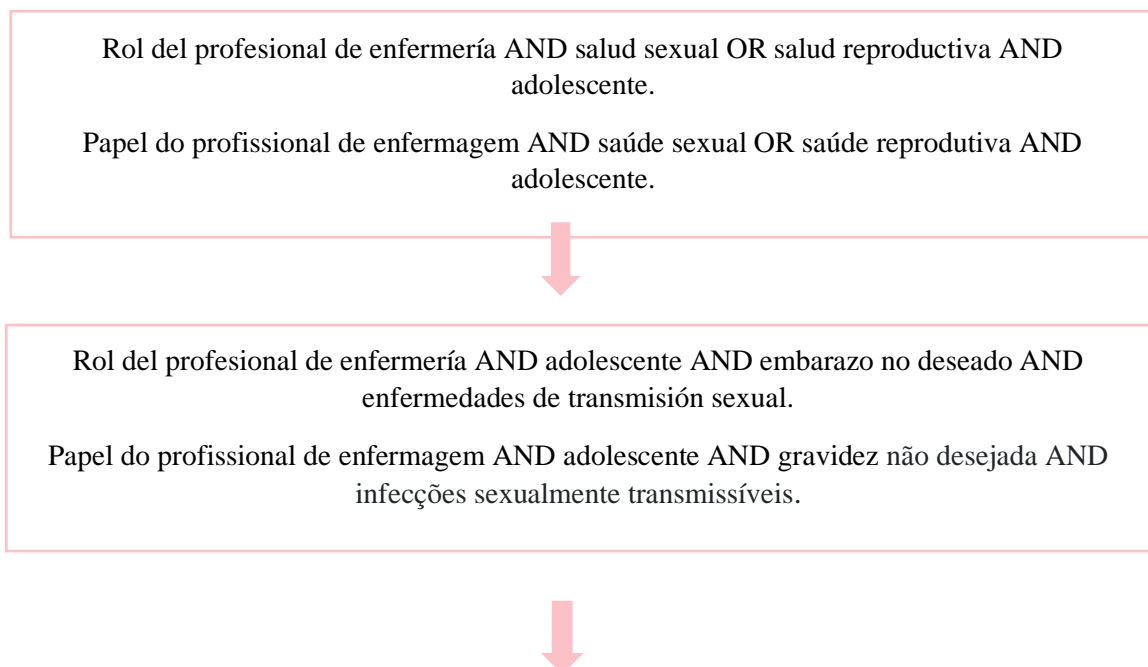 Rol del profesional de enfermería AND salud sexual OR salud reproductiva AND
adolescente.
Papel do profissional de enfermagem AND saúde sexual OR saúde reprodutiva AND
adolescente.
Rol del profesional de enfermería AND adolescente AND embarazo no deseado AND
enfermedades de transmisión sexual.
Papel do profissional de enfermagem AND adolescente AND gravidez não desejada AND
infecções sexualmente transmissíveis.